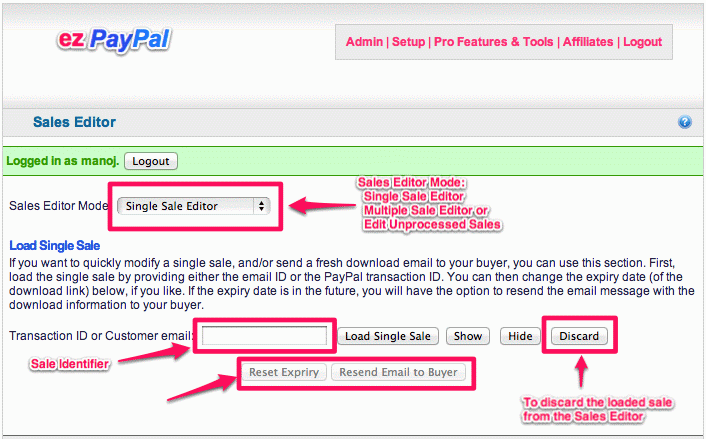 ez PayPal
Admin | Setup | Pro Features & Tools | Affiliates | Logout
Sales Editor
?
Logged in as manoj. Logout
Sales Editor Mode
Single Sale Editor
Sales Editor Mode:
Single Sale Editor
Multiple Sale Editor or
Edit Unprocessed Sales
Load Single Sale
If you want to quickly modify a single sale, and/or send a fresh download email to your buyer, you can use this section. First,
load the single sale by providing either the email ID or the PayPal transaction ID. You can then change the expiry date (of the
download link) below, if you like. If the expiry date is in the future, you will have the option to resend the email message with the
download information to your buyer.
Transaction ID or Customer email: Load Single Sale Show Hide Discard
Sale Identifier
Reset Expriry Resend Email to Buyer
To discard the loaded sale
from the Sales Editor